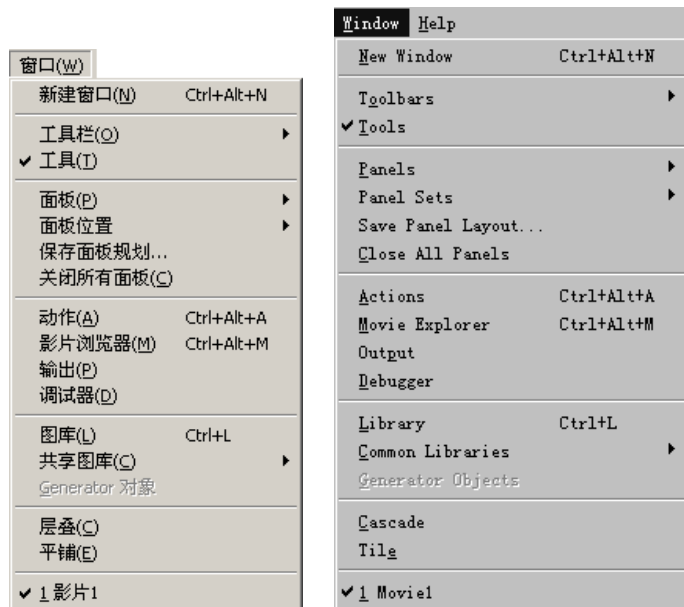 窗口(W)
新建窗口(N) Ctrl+Alt+N
工具栏(O)
工具(T)
面板(P)
面板位置
保存面板规划...
关闭所有面板(C)
动作(A) Ctrl+Alt+A
影片浏览器(M) Ctrl+Alt+M
输出(P)
调试器(D)
图库(L) Ctrl+L
共享图库(C)
Generator 对象
层叠(C)
平铺(E)
1 影片1
Window Help
New Window Ctrl+Alt+N
Toolbars
Tools
Panels
Panel Sets
Save Panel Layout...
Close All Panels
Actions Ctrl+Alt+A
Movie Explorer Ctrl+Alt+M
Output
Debugger
Library Ctrl+L
Common Libraries
Generator Objects
Cascade
Tile
1 Movie1